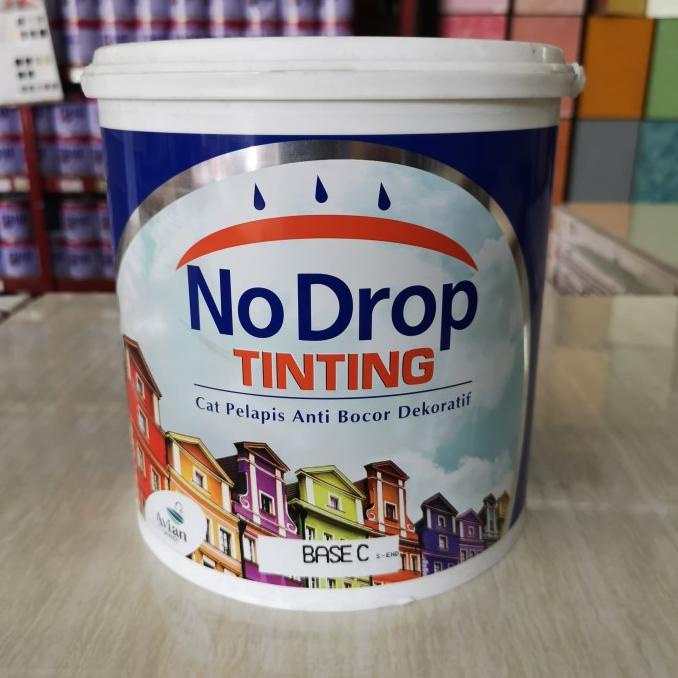 No Drop
TINTING
Cat Pelapis Anti Bocor Dekoratif
Avian
BASE C